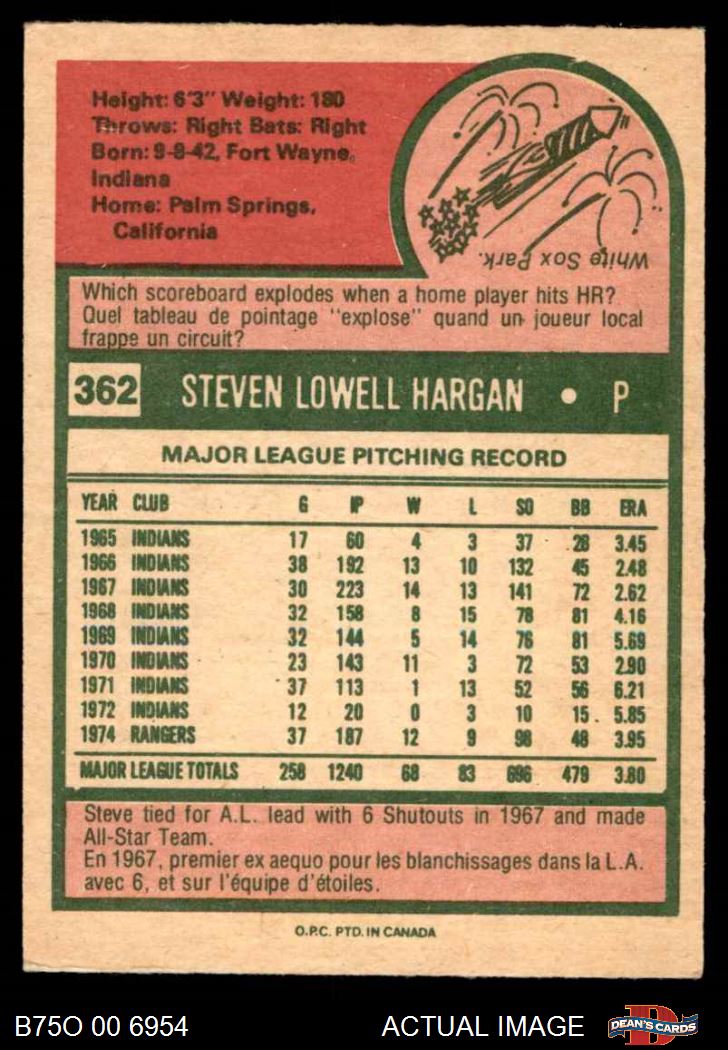 Height: 6'3" Weight: 180
Throws: Right Bats: Right
Born: 9-8-42, Fort Wayne,
Indiana
Home: Palm Springs,
California
White Sox Park.
Which scoreboard explodes when a home player hits HR?
Quel tableau de pointage "explose" quand un joueur local
frappe un circuit?
362 STEVEN LOWELL HARGAN • P
MAJOR LEAGUE PITCHING RECORD
YEAR CLUB G IP W L SO BB ERA
1965 INDIANS 17 60 4 3 37 28 3.45
1966 INDIANS 38 192 13 10 132 45 2.48
1967 INDIANS 30 223 14 13 141 72 2.62
1968 INDIANS 32 158 8 15 78 81 4.16
1969 INDIANS 32 144 5 14 76 81 5.69
1970 INDIANS 23 143 11 3 72 53 2.90
1971 INDIANS 37 113 1 13 52 56 6.21
1972 INDIANS 12 20 0 3 10 15 5.85
1974 RANGERS 37 187 12 9 98 48 3.95
MAJOR LEAGUE TOTALS 258 1240 68 83 696 479 3.80
Steve tied for A.L. lead with 6 Shutouts in 1967 and made
All-Star Team.
En 1967, premier ex aequo pour les blanchissages dans la L.A.
avec 6, et sur l'équipe d'étoiles.
O.P.C. PTD. IN CANADA
B75O 00 6954 ACTUAL IMAGE DEAN'S CARDS